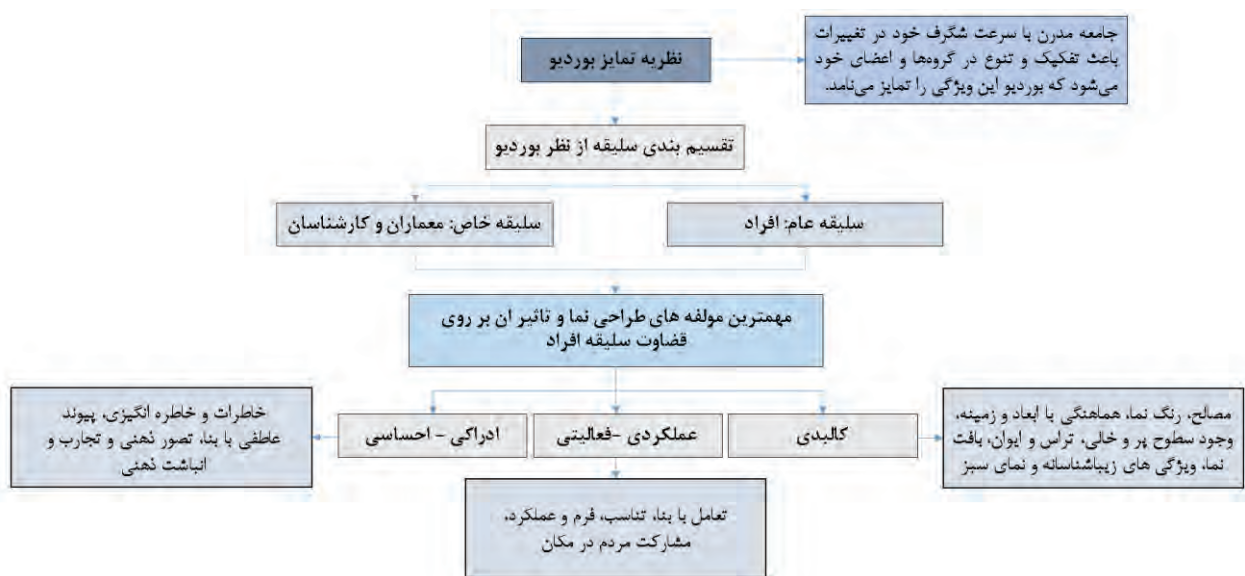 نظریه تمایز بوردیو
جامعه مدرن با سرعت شگرف خود در تغییرات
باعث تفکیک و تنوع در گروه‌ها و اعضای خود
می‌شود که بوردیو این ویژگی را تمایز می‌نامد.
تقسیم بندی سلیقه از نظر بوردیو
سلیقه عام: افراد
سلیقه خاص: معماران و کارشناسان
مهمترین مولفه های طراحی نما و تاثیر ان بر روی
قضاوت سلیقه افراد
کالبدی
عملکردی -فعالیتی
ادراکی - احساسی
مصالح، رنگ نما، هماهنگی با ابعاد و زمینه،
وجود سطوح پر و خالی، تراس و ایوان، بافت
نما، ویژگی های زیباشناسانه و نمای سبز
خاطرات و خاطره انگیزی، پیوند
عاطفی با بنا، تصور ذهنی و تجارب و
انباشت ذهنی
تعامل با بنا، تناسب، فرم و عملکرد،
مشارکت مردم در مکان